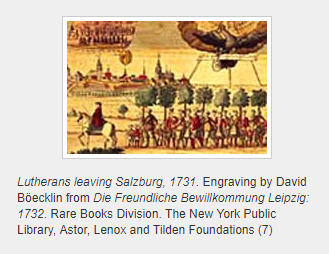 Lutherans leaving Salzburg, 1731. Engraving by David
Böecklin from Die Freundliche Bewillkommung Leipzig:
1732. Rare Books Division. The New York Public
Library, Astor, Lenox and Tilden Foundations (7)